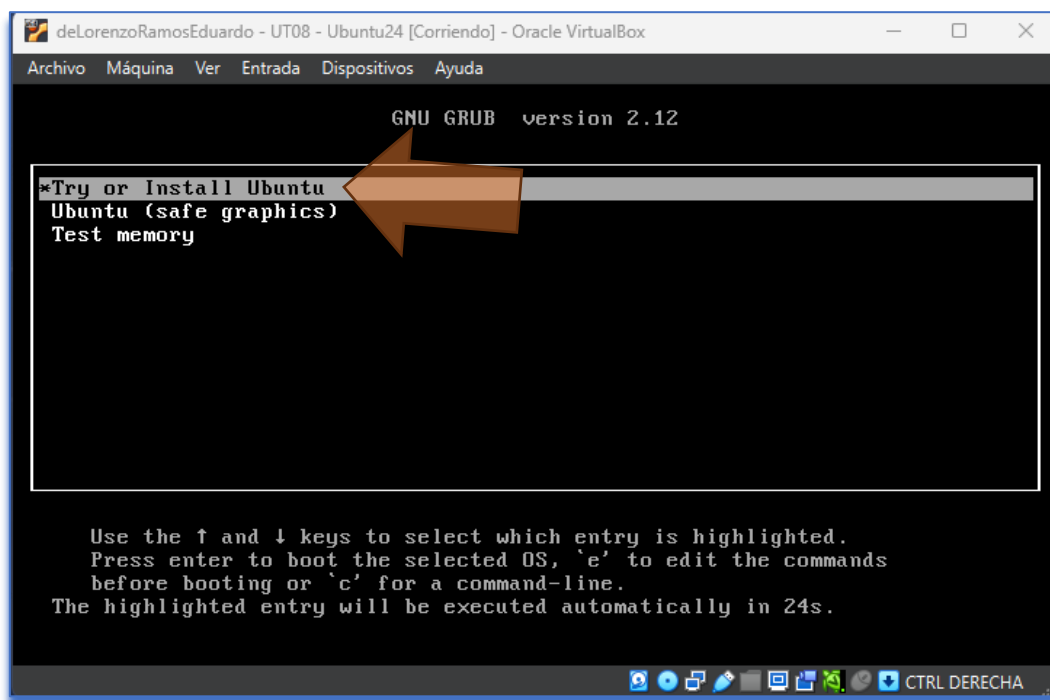 deLorenzoRamosEduardo - UT08 - Ubuntu24 [Corriendo] - Oracle VirtualBox
Archivo Máquina Ver Entrada Dispositivos Ayuda
GNU GRUB version 2.12
*Try or Install Ubuntu
Ubuntu (safe graphics)
Test memory
Use the ↑ and ↓ keys to select which entry is highlighted.
Press enter to boot the selected OS, `e' to edit the commands
before booting or `c' for a command-line.
The highlighted entry will be executed automatically in 24s.
CTRL DERECHA